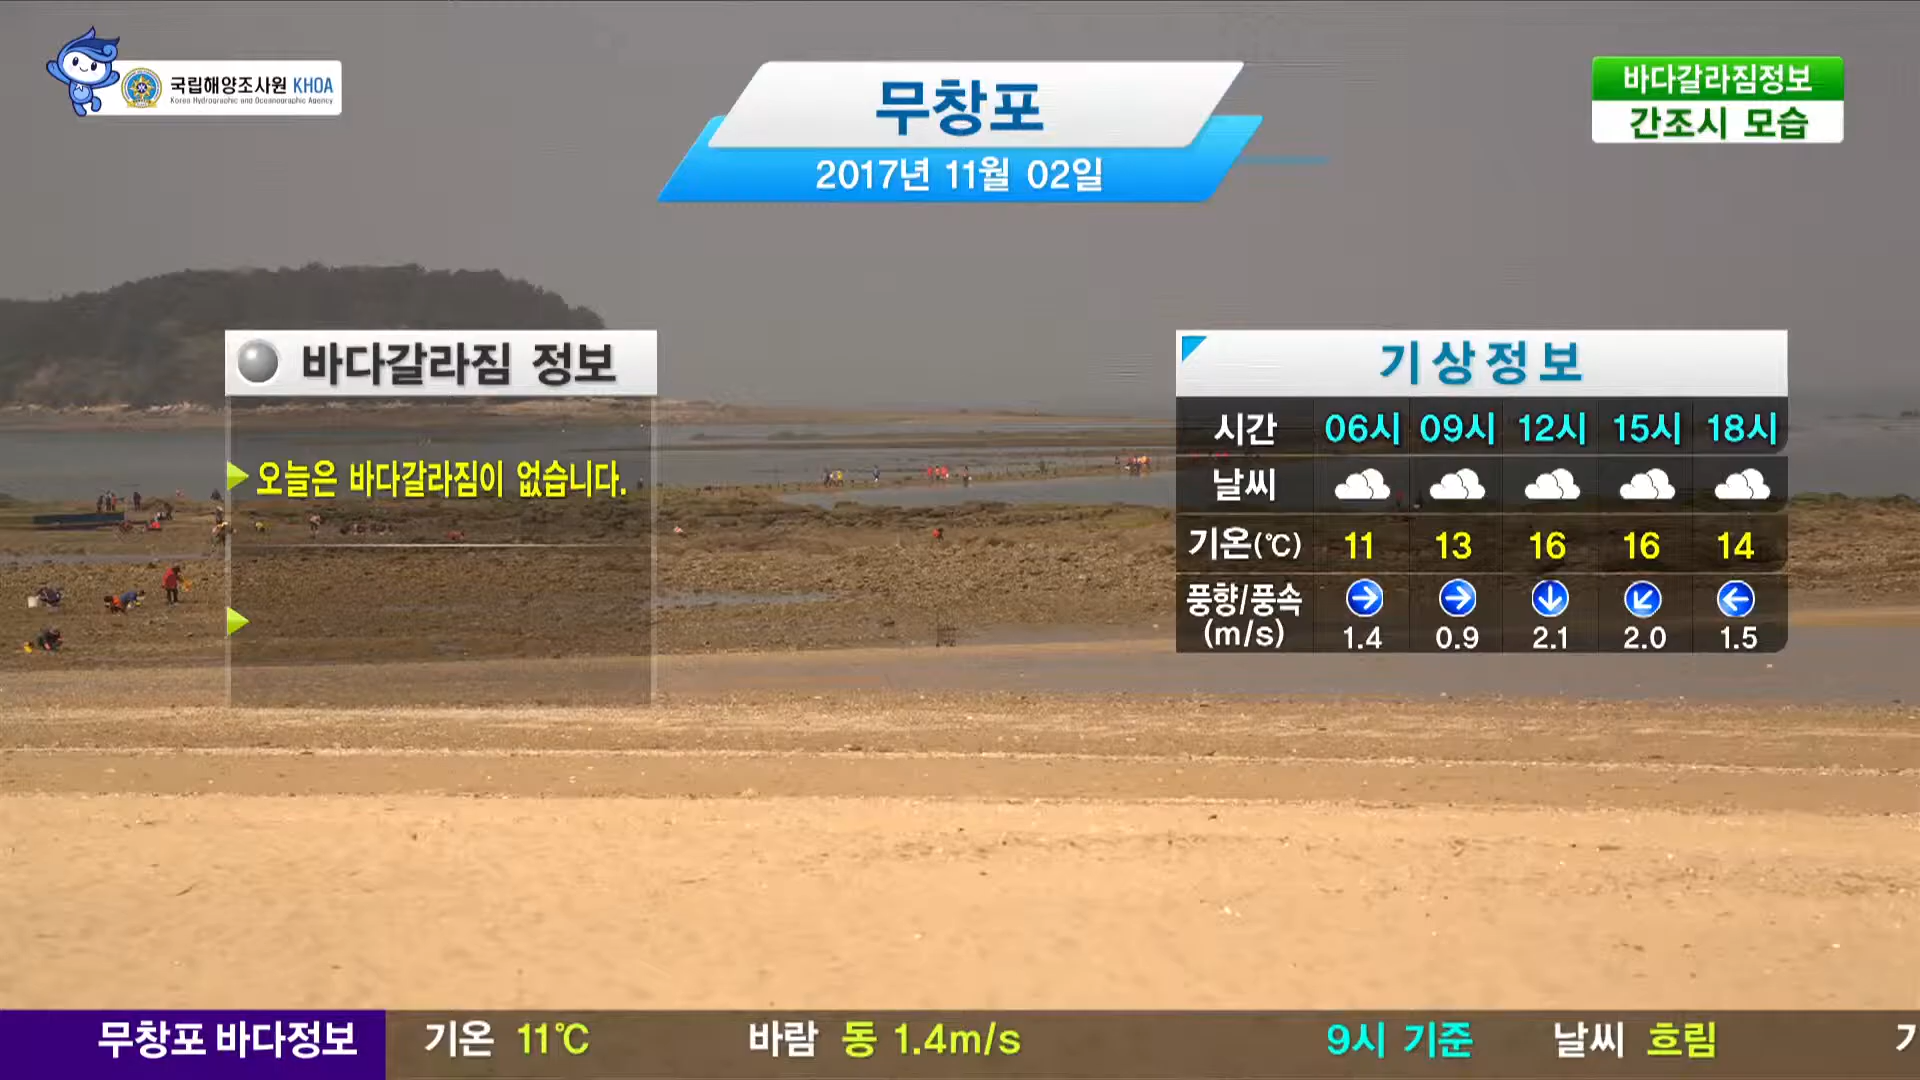 국립해양조사원 KHOA
Korea Hydrographic and Oceanographic Agency
무창포
2017년 11월 02일
바다갈라짐정보
간조시 모습
바다갈라짐 정보
오늘은 바다갈라짐이 없습니다.
기상정보
시간 06시 09시 12시 15시 18시
날씨
기온(℃) 11 13 16 16 14
풍향/풍속
(m/s) 1.4 0.9 2.1 2.0 1.5
무창포 바다정보 기온 11℃ 바람 동 1.4m/s 9시 기준 날씨 흐림